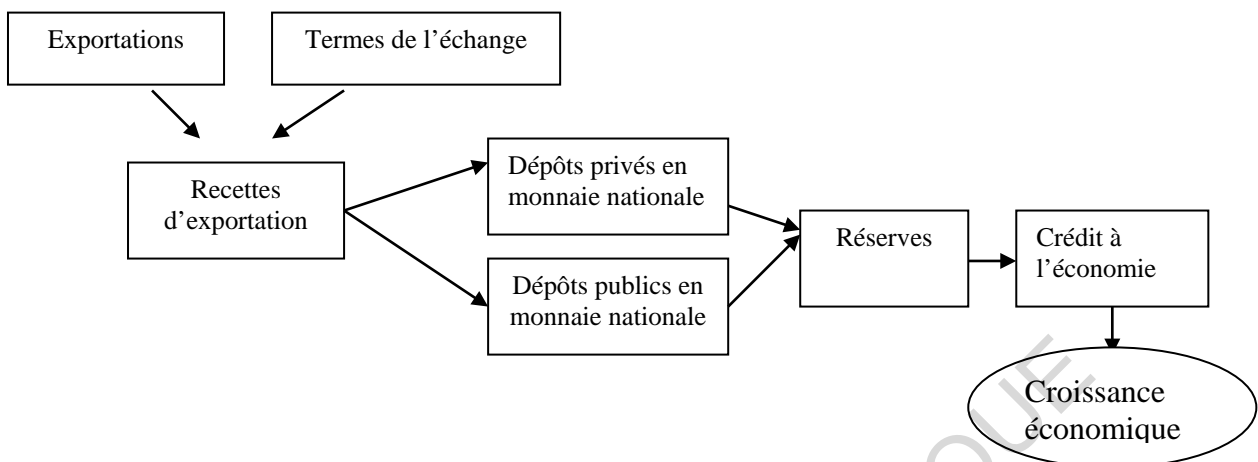 Exportations
Termes de l’échange
Recettes
d’exportation
Dépôts privés en
monnaie nationale
Dépôts publics en
monnaie nationale
Réserves
Crédit à
l’économie
Croissance
économique